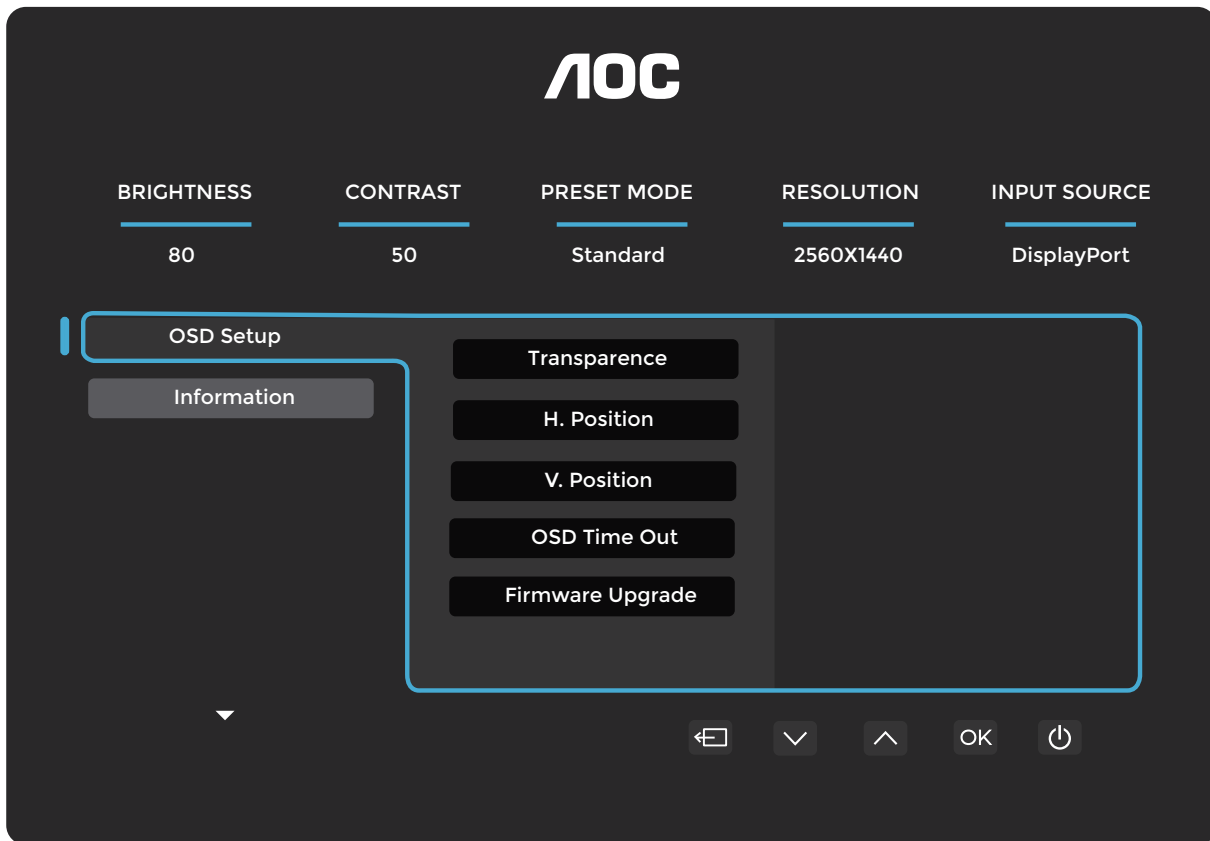 AOC
BRIGHTNESS CONTRAST PRESET MODE RESOLUTION INPUT SOURCE
80 50 Standard 2560X1440 DisplayPort
OSD Setup
Information
Transparence
H. Position
V. Position
OSD Time Out
Firmware Upgrade
OK